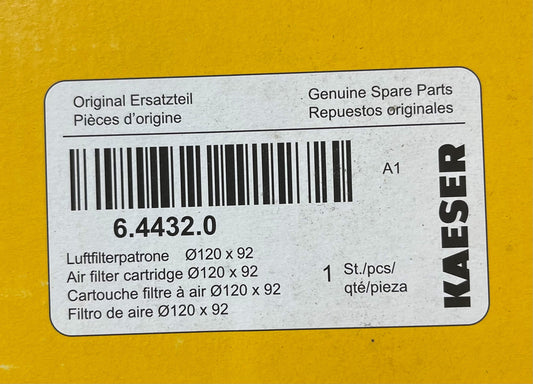 Original Ersatzteil
Pièces d'origine
Genuine Spare Parts
Repuestos originales
A1
6.4432.0
Luftfilterpatrone Ø120 x 92
Air filter cartridge Ø120 x 92
Cartouche filtre à air Ø120 x 92
Filtro de aire Ø120 x 92
1 St./pcs/
qté/pieza
KAESER